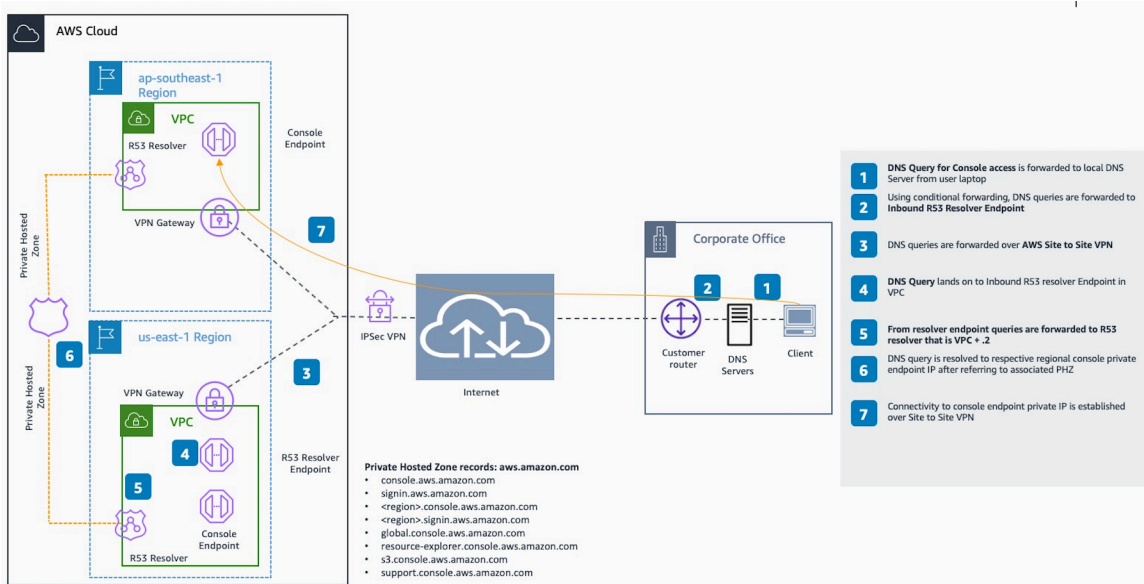 AWS Cloud
ap-southeast-1
Region
VPC
R53 Resolver
Console
Endpoint
VPN Gateway
Private Hosted
Zone
7
IPSec VPN
Internet
Corporate Office
2
1
Customer
router
DNS
Servers
Client
6
us-east-1 Region
3
VPN Gateway
VPC
Private Hosted
Zone
4
R53 Resolver
Endpoint
5
Console
Endpoint
R53 Resolver
Private Hosted Zone records: aws.amazon.com
• console.aws.amazon.com
• signin.aws.amazon.com
• <region>.console.aws.amazon.com
• <region>.signin.aws.amazon.com
• global.console.aws.amazon.com
• resource-explorer.console.aws.amazon.com
• s3.console.aws.amazon.com
• support.console.aws.amazon.com
1 DNS Query for Console access is forwarded to local DNS
Server from user laptop
2 Using conditional forwarding, DNS queries are forwarded to
Inbound R53 Resolver Endpoint
3 DNS queries are forwarded over AWS Site to Site VPN
4 DNS Query lands on to Inbound R53 resolver Endpoint in
VPC
5 From resolver endpoint queries are forwarded to R53
resolver that is VPC + .2
6 DNS query is resolved to respective regional console private
endpoint IP after referring to associated PHZ
7 Connectivity to console endpoint private IP is established
over Site to Site VPN